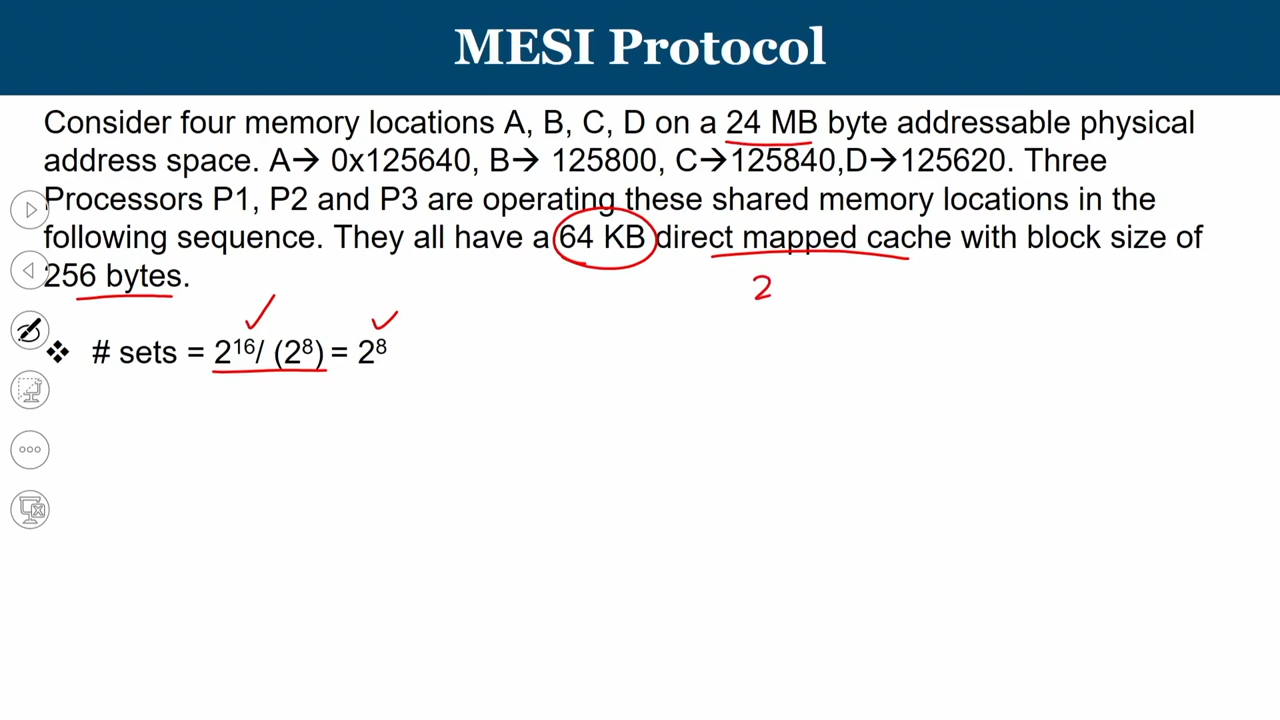 MESI Protocol
Consider four memory locations A, B, C, D on a 24 MB byte addressable physical
address space. A→ 0x125640, B→ 125800, C→125840,D→125620. Three
Processors P1, P2 and P3 are operating these shared memory locations in the
following sequence. They all have a 64 KB direct mapped cache with block size of
256 bytes.
2
❖ # sets = 2¹⁶/ (2⁸) = 2⁸